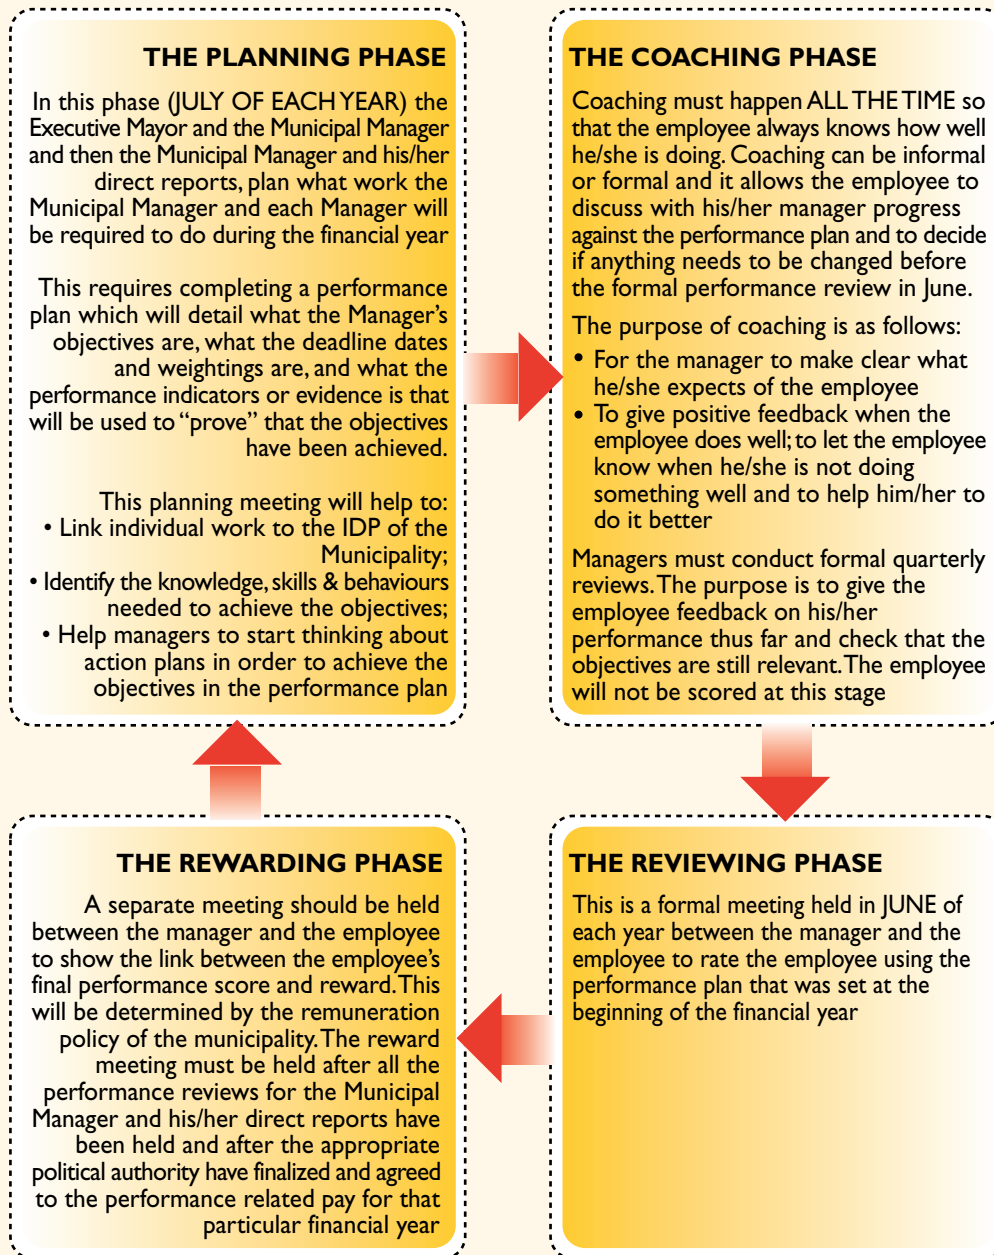 THE PLANNING PHASE
In this phase (JULY OF EACH YEAR) the
Executive Mayor and the Municipal Manager
and then the Municipal Manager and his/her
direct reports, plan what work the
Municipal Manager and each Manager will
be required to do during the financial year
This requires completing a performance
plan which will detail what the Manager's
objectives are, what the deadline dates
and weightings are, and what the
performance indicators or evidence is that
will be used to “prove” that the objectives
have been achieved.
This planning meeting will help to:
• Link individual work to the IDP of the
Municipality;
• Identify the knowledge, skills & behaviours
needed to achieve the objectives;
• Help managers to start thinking about
action plans in order to achieve the
objectives in the performance plan
THE COACHING PHASE
Coaching must happen ALL THE TIME so
that the employee always knows how well
he/she is doing. Coaching can be informal
or formal and it allows the employee to
discuss with his/her manager progress
against the performance plan and to decide
if anything needs to be changed before
the formal performance review in June.
The purpose of coaching is as follows:
• For the manager to make clear what
he/she expects of the employee
• To give positive feedback when the
employee does well; to let the employee
know when he/she is not doing
something well and to help him/her to
do it better
Managers must conduct formal quarterly
reviews. The purpose is to give the
employee feedback on his/her
performance thus far and check that the
objectives are still relevant. The employee
will not be scored at this stage
THE REVIEWING PHASE
This is a formal meeting held in JUNE of
each year between the manager and the
employee to rate the employee using the
performance plan that was set at the
beginning of the financial year
THE REWARDING PHASE
A separate meeting should be held
between the manager and the employee
to show the link between the employee's
final performance score and reward. This
will be determined by the remuneration
policy of the municipality. The reward
meeting must be held after all the
performance reviews for the Municipal
Manager and his/her direct reports have
been held and after the appropriate
political authority have finalized and agreed
to the performance related pay for that
particular financial year